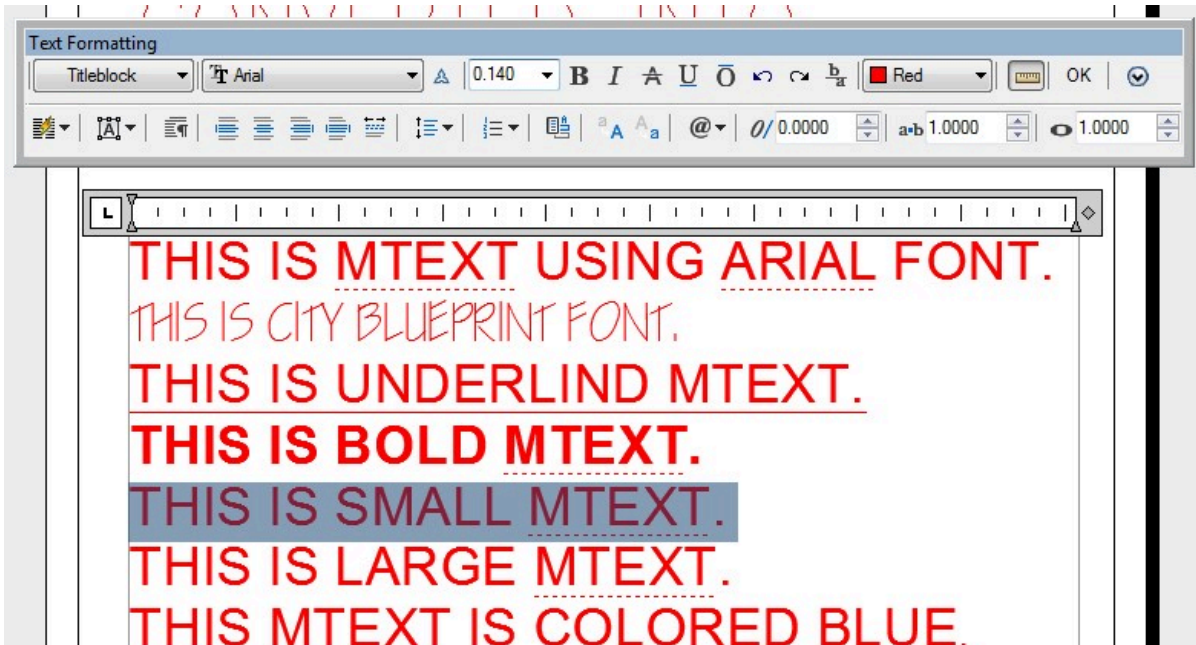 Text Formatting
Titleblock Arial 0.140 B I A U O b/a Red OK
@ 0/ 0.0000 a•b 1.0000 O 1.0000
L
THIS IS MTEXT USING ARIAL FONT.
THIS IS CITY BLUEPRINT FONT.
THIS IS UNDERLIND MTEXT.
THIS IS BOLD MTEXT.
THIS IS SMALL MTEXT.
THIS IS LARGE MTEXT.
THIS MTEXT IS COLORED BLUE.